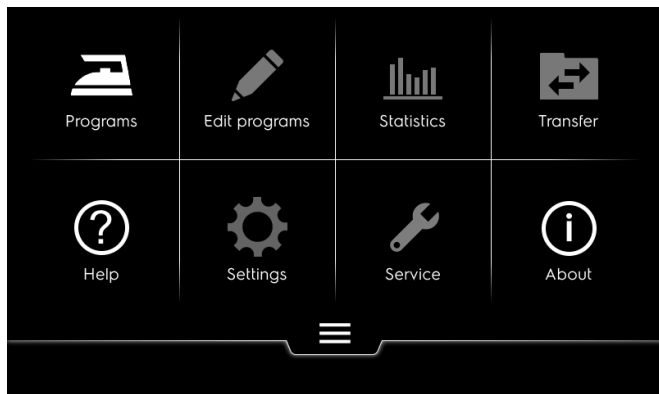 Programs
Edit programs
Statistics
Transfer
Help
Settings
Service
About